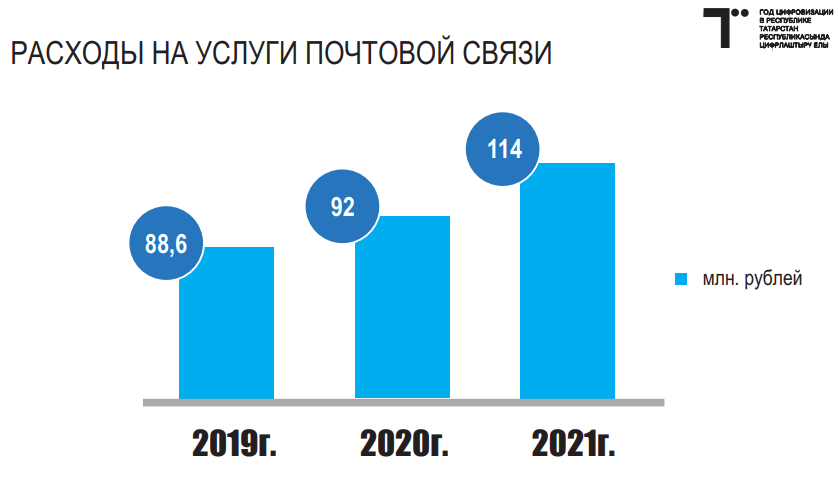 ГОД ЦИФРОВИЗАЦИИ
В РЕСПУБЛИКЕ
ТАТАРСТАН
РЕСПУБЛИКАСЫНДА
ЦИФРЛАШТЫРУ ЕЛЫ
РАСХОДЫ НА УСЛУГИ ПОЧТОВОЙ СВЯЗИ
114
92
88,6
млн. рублей
2019г. 2020г. 2021г.